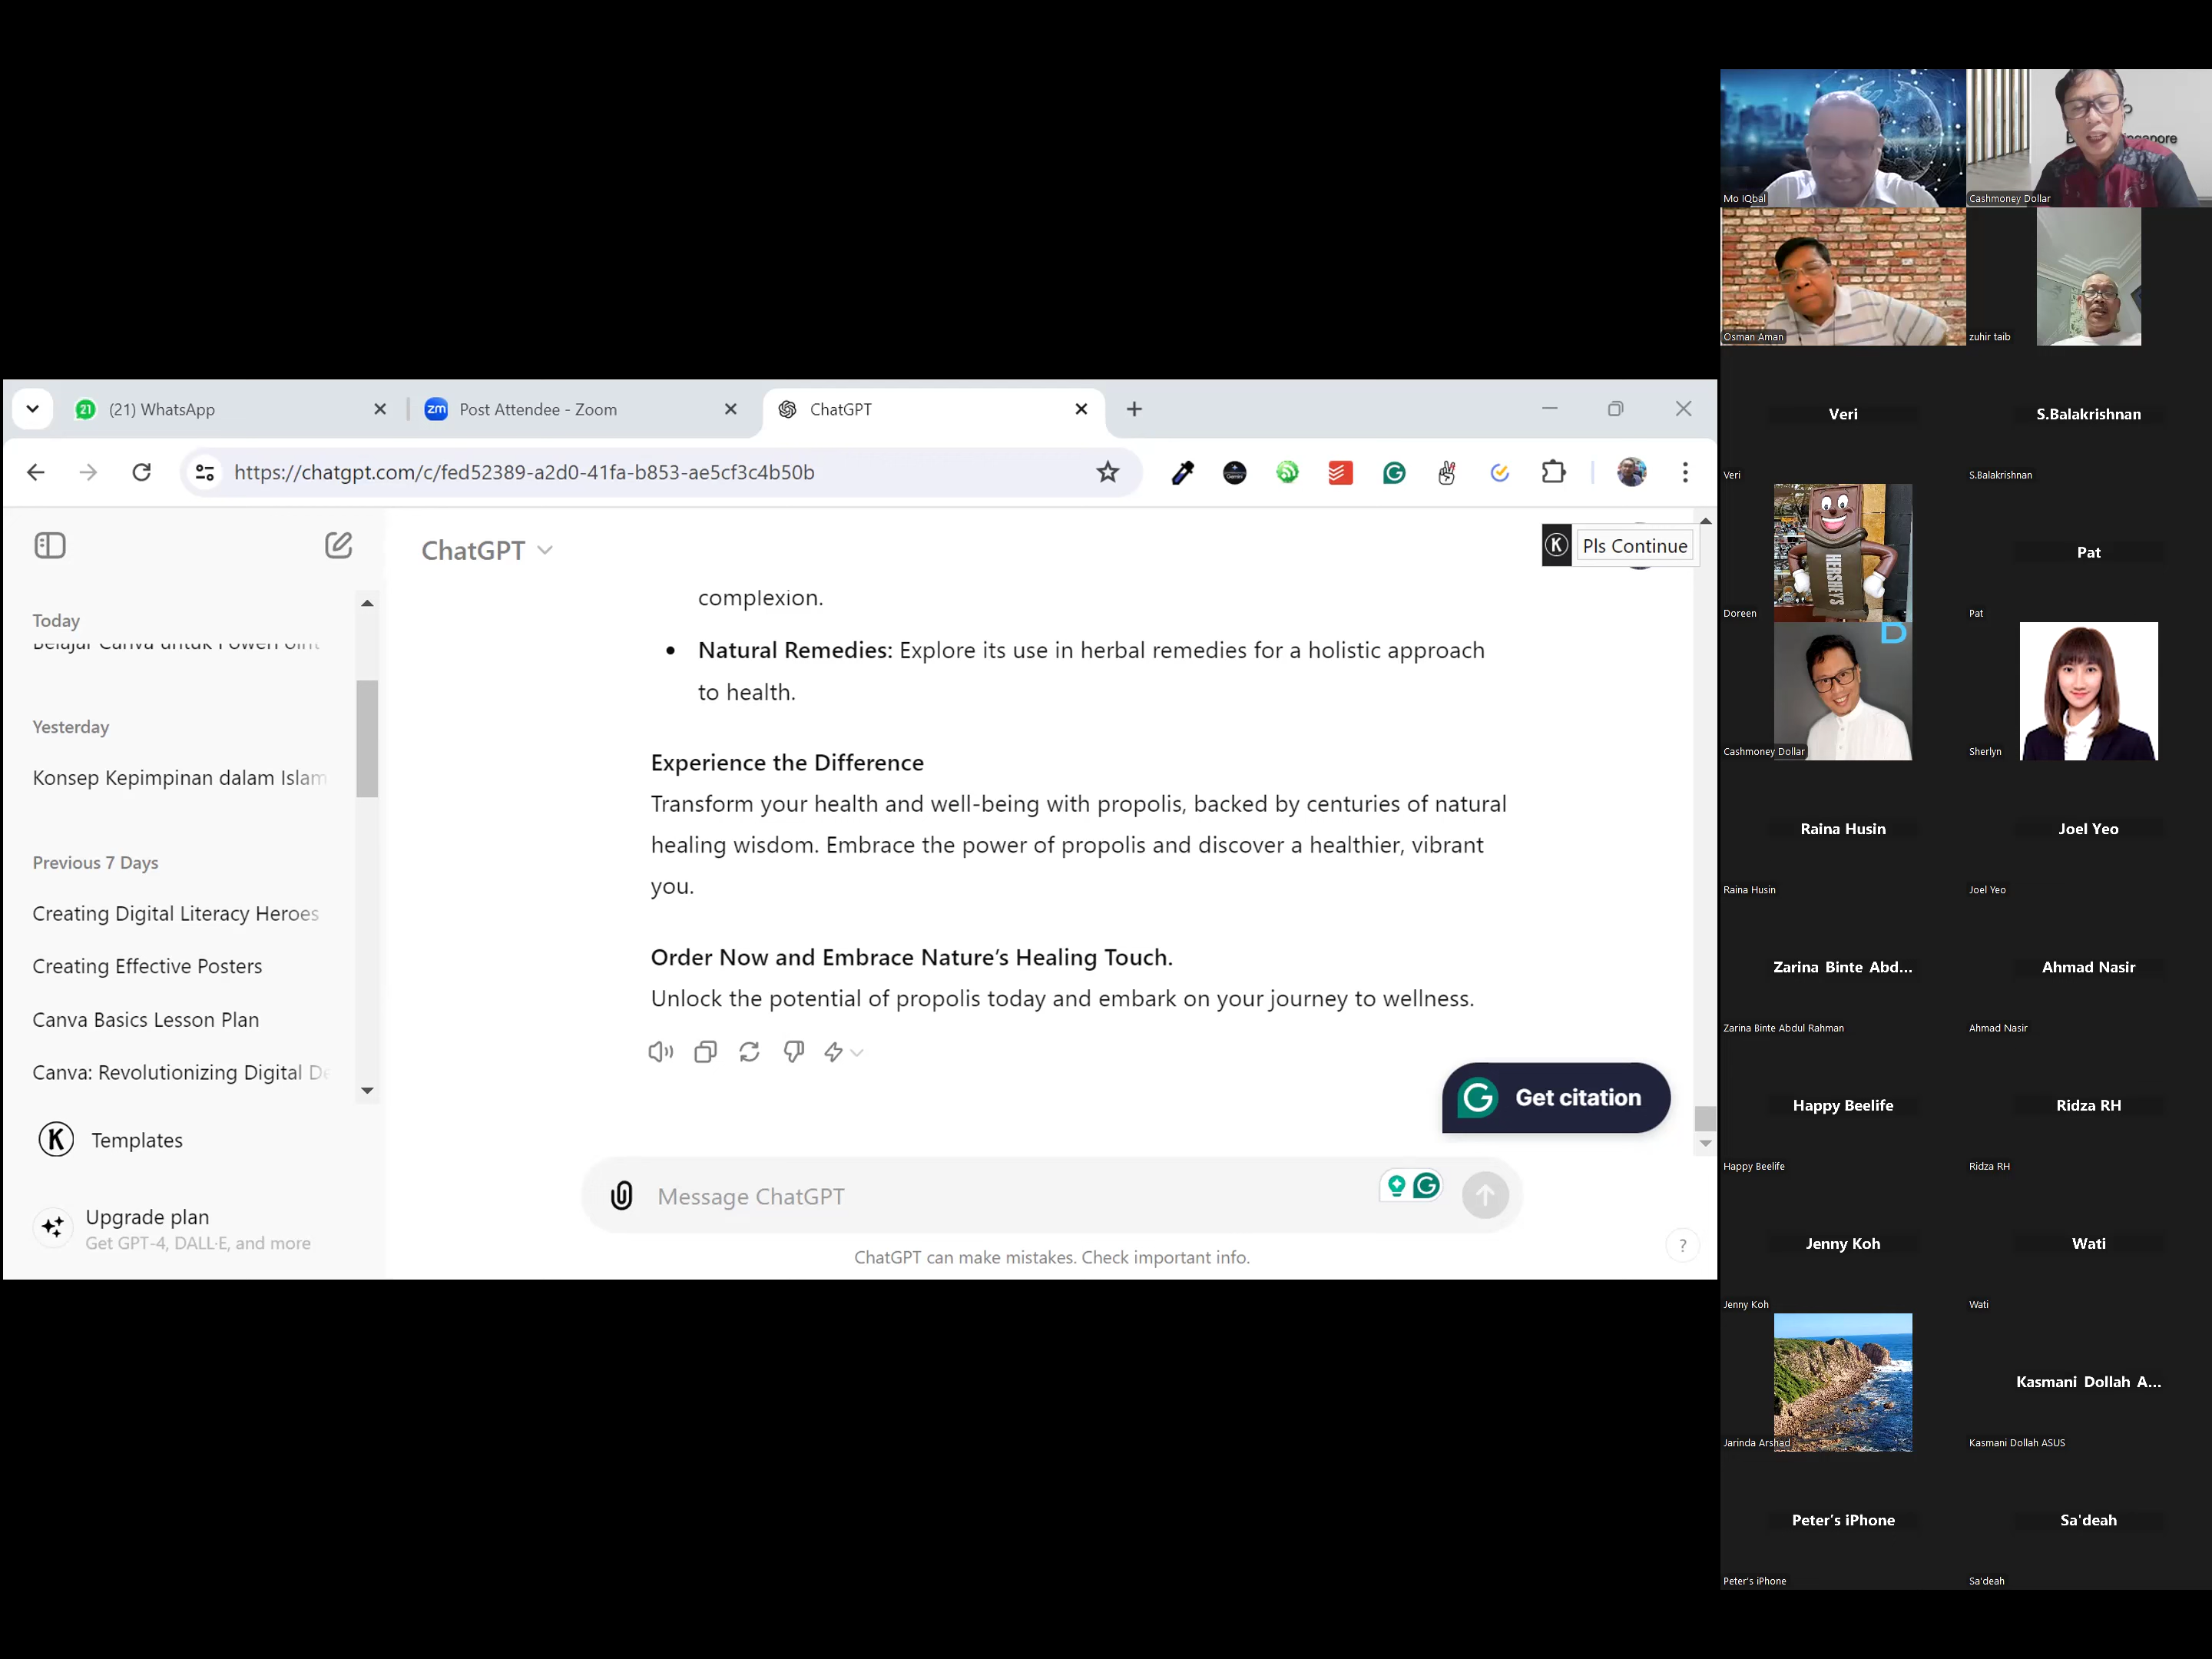 (21) WhatsApp
Post Attendee - Zoom
ChatGPT
https://chatgpt.com/c/fed52389-a2d0-41fa-b853-ae5cf3c4b50b
ChatGPT
Pls Continue
Today
Belajar Canva untuk PowerPoint
Yesterday
Konsep Kepimpinan dalam Islam
Previous 7 Days
Creating Digital Literacy Heroes
Creating Effective Posters
Canva Basics Lesson Plan
Canva: Revolutionizing Digital De
Templates
Upgrade plan
Get GPT-4, DALL·E, and more
complexion.
• Natural Remedies: Explore its use in herbal remedies for a holistic approach
to health.
Experience the Difference
Transform your health and well-being with propolis, backed by centuries of natural
healing wisdom. Embrace the power of propolis and discover a healthier, vibrant
you.
Order Now and Embrace Nature's Healing Touch.
Unlock the potential of propolis today and embark on your journey to wellness.
Get citation
Message ChatGPT
ChatGPT can make mistakes. Check important info.
?
Mo IQbal
Cashmoney Dollar
Osman Aman
zuhir taib
Veri
S.Balakrishnan
Veri
S.Balakrishnan
HERSHEY'S
Pat
Doreen
Pat
Cashmoney Dollar
Sherlyn
Raina Husin
Joel Yeo
Raina Husin
Joel Yeo
Zarina Binte Abd...
Ahmad Nasir
Zarina Binte Abdul Rahman
Ahmad Nasir
Happy Beelife
Ridza RH
Happy Beelife
Ridza RH
Jenny Koh
Wati
Jenny Koh
Wati
Kasmani Dollah A...
Jarinda Arshad
Kasmani Dollah ASUS
Peter's iPhone
Sa'deah
Peter's iPhone
Sa'deah